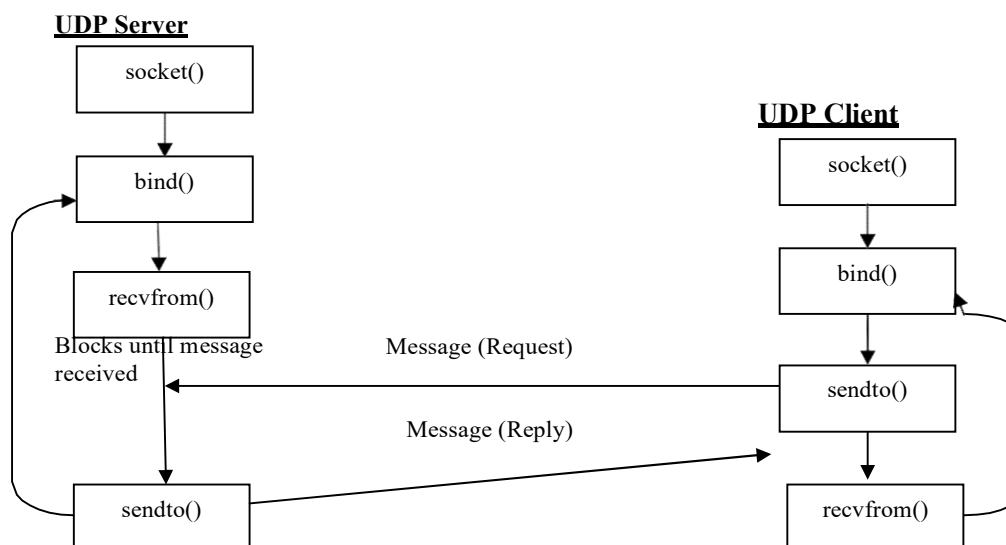 UDP Server
socket()
bind()
recvfrom()
Blocks until message
received
sendto()
Message (Request)
Message (Reply)
UDP Client
socket()
bind()
sendto()
recvfrom()